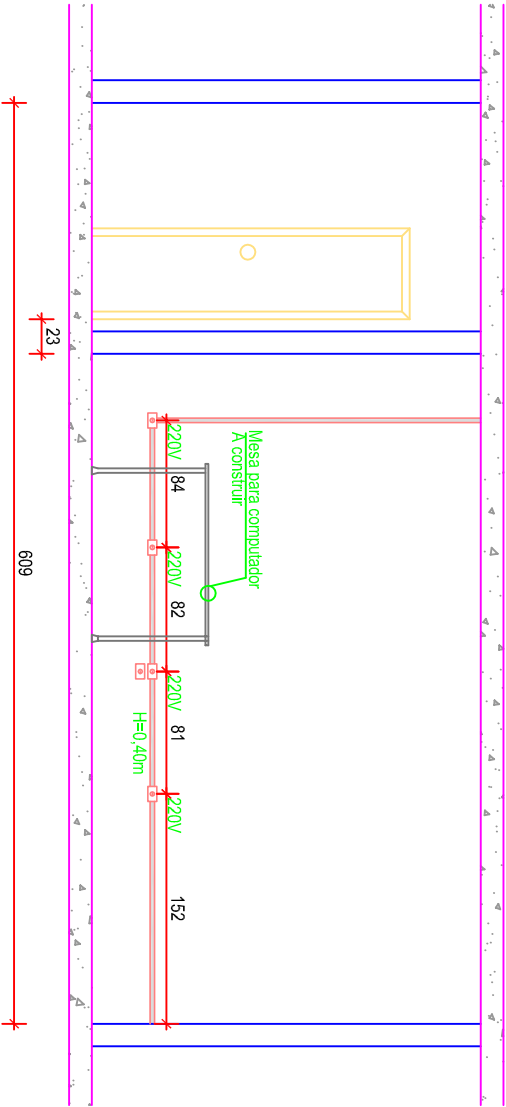 Mesa para computador
A construir
220V
84
220V
82
220V
81
220V
152
H=0,40m
23
609